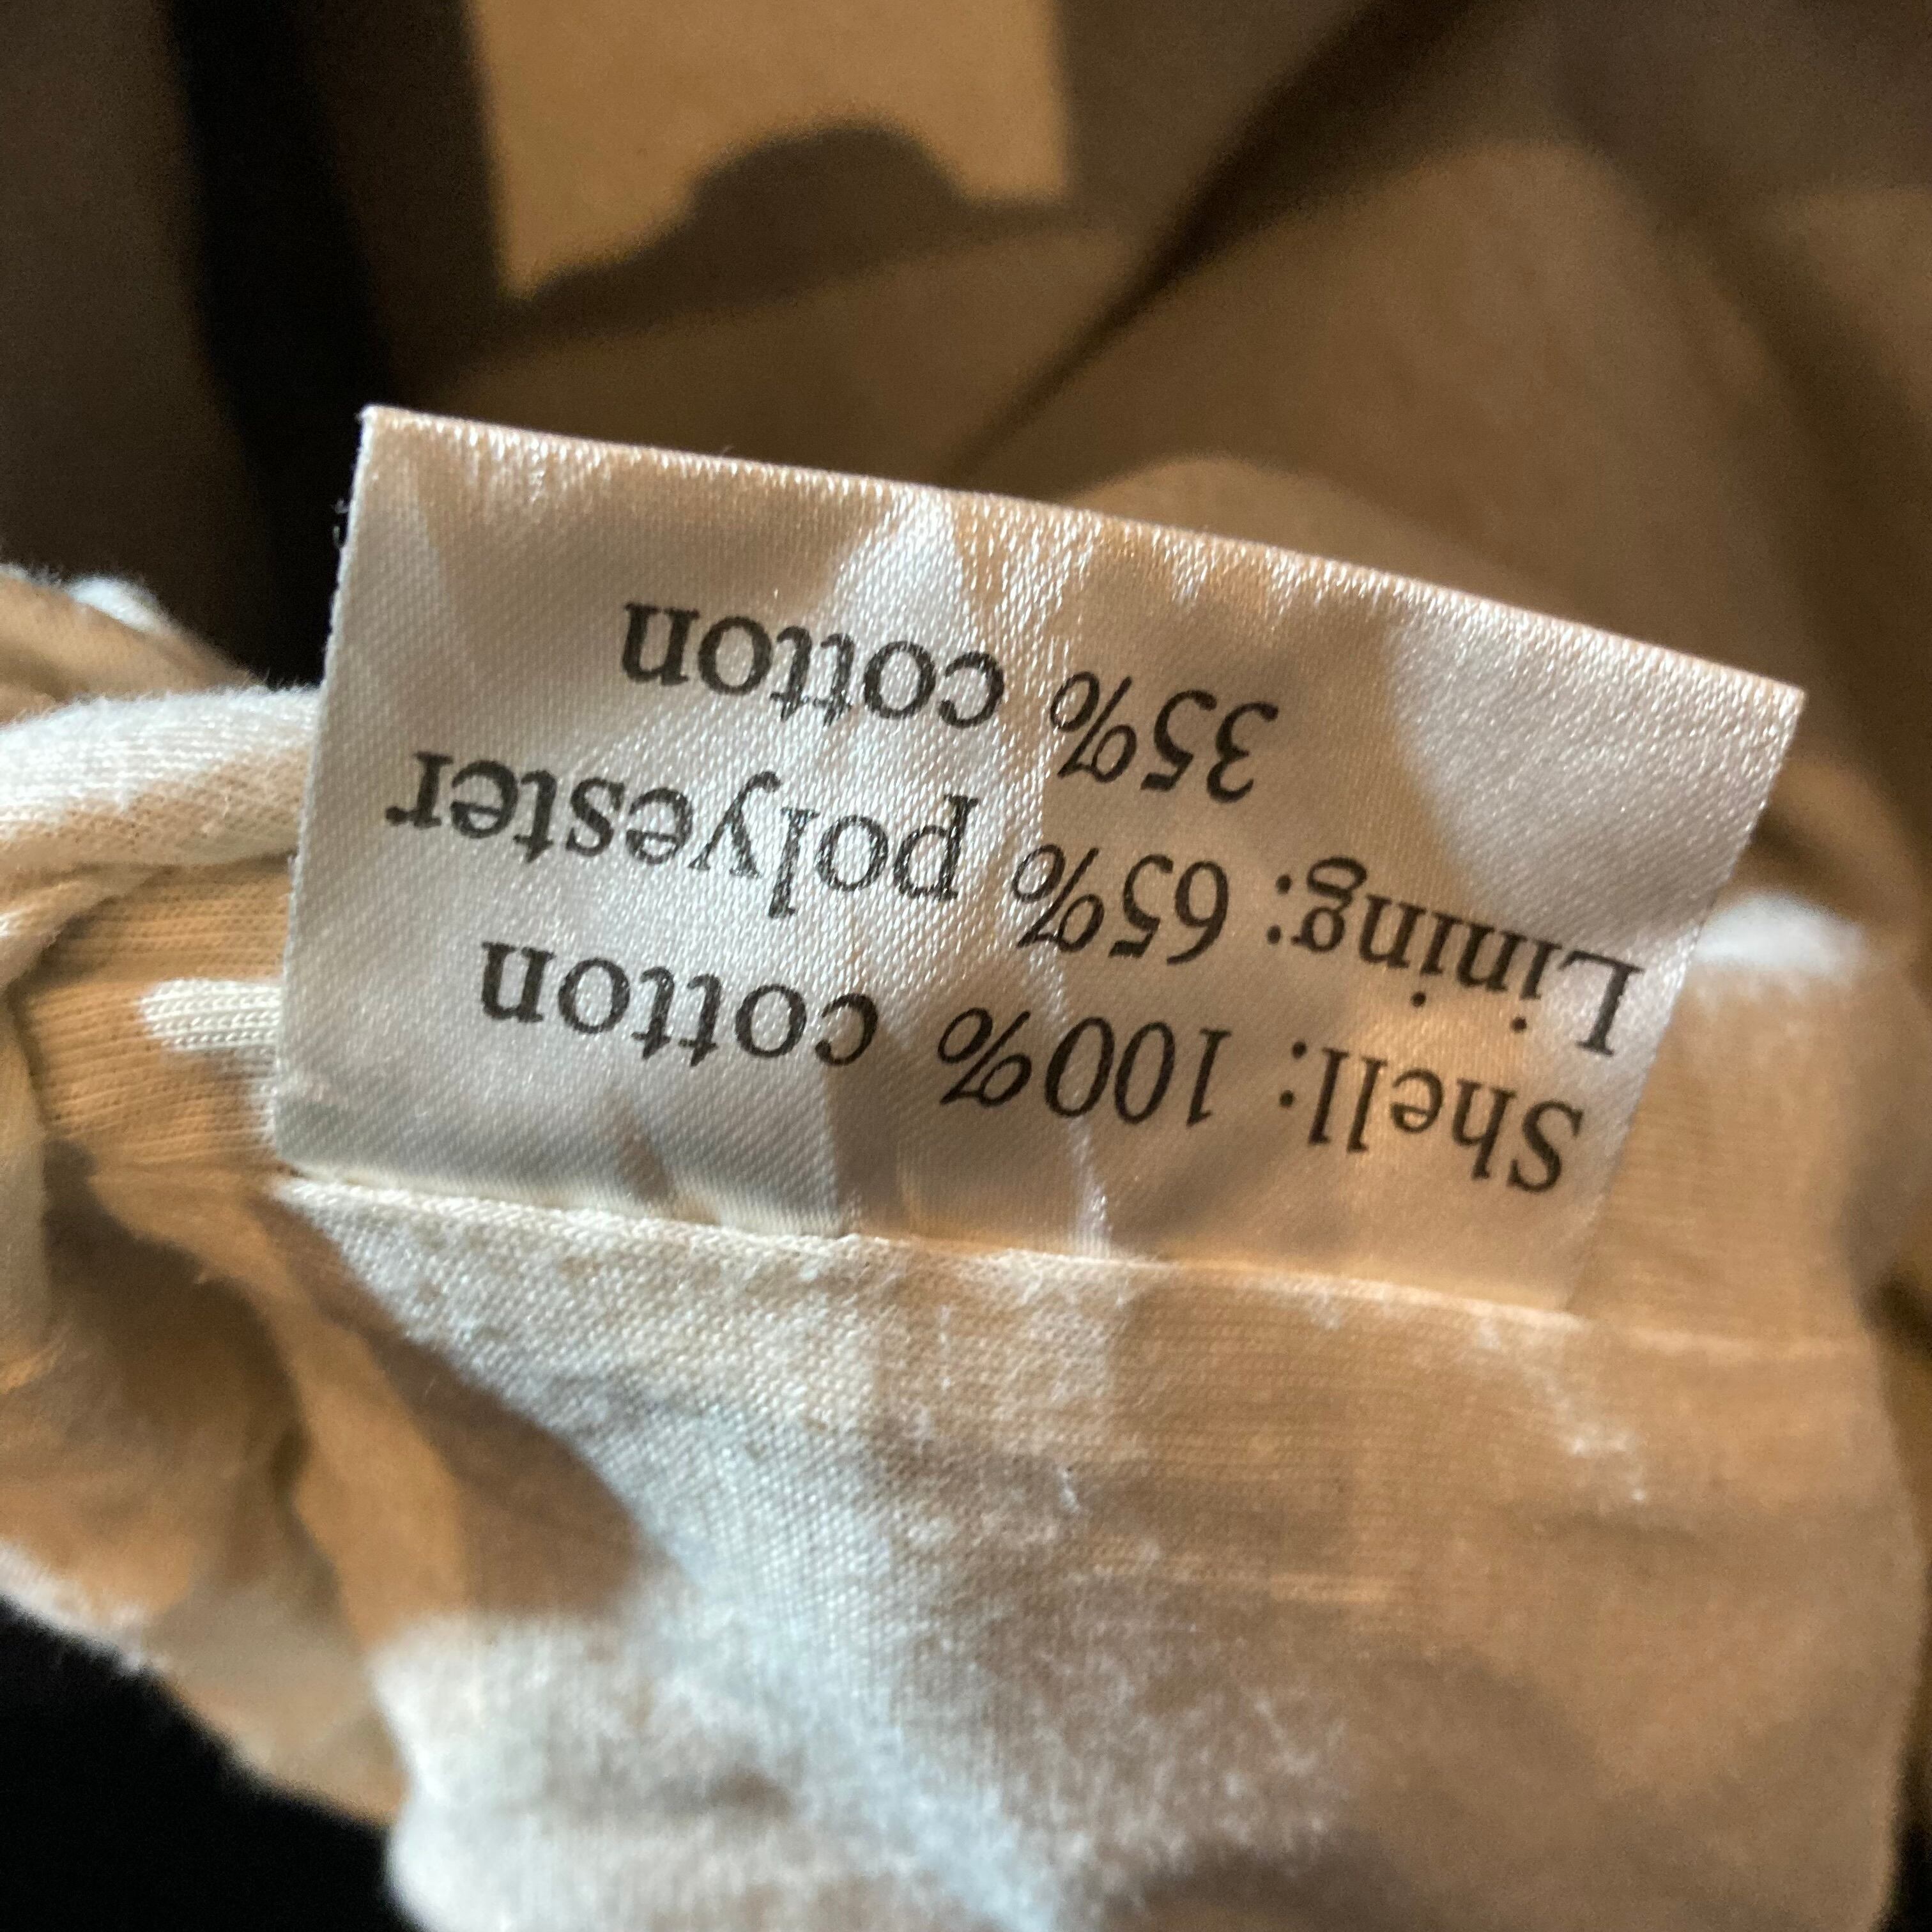 Shell: 100% cotton
Lining: 65% polyester
35% cotton